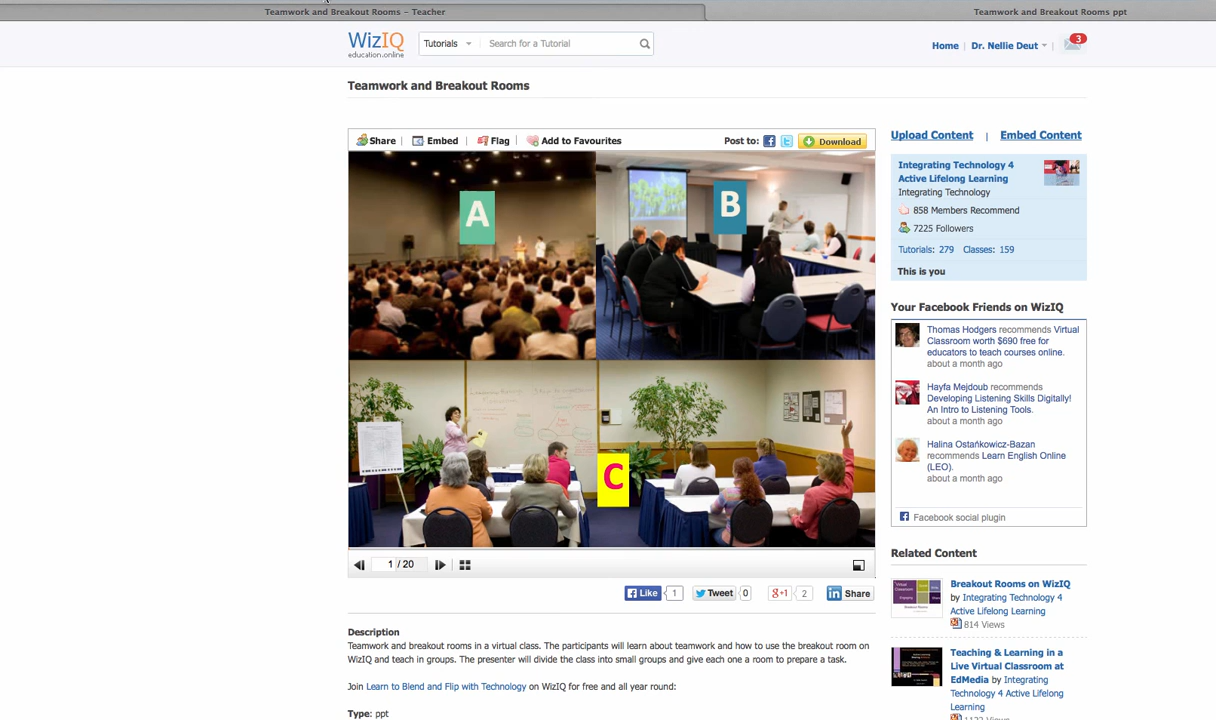 Teamwork and Breakout Rooms – Teacher
Teamwork and Breakout Rooms ppt
WizIQ
education.online
Tutorials
Search for a Tutorial
Home | Dr. Nellie Deut |
3
Teamwork and Breakout Rooms
Share | Embed | Flag | Add to Favourites
Post to:
Download
A
B
C
1 / 20
Like 1
Tweet 0
g+1 2
in Share
Description
Teamwork and breakout rooms in a virtual class. The participants will learn about teamwork and how to use the breakout room on
WizIQ and teach in groups. The presenter will divide the class into small groups and give each one a room to prepare a task.
Join Learn to Blend and Flip with Technology on WizIQ for free and all year round:
Type: ppt
Upload Content | Embed Content
Integrating Technology 4
Active Lifelong Learning
Integrating Technology
858 Members Recommend
7225 Followers
Tutorials: 279 Classes: 159
This is you
Your Facebook Friends on WizIQ
Thomas Hodgers recommends Virtual
Classroom worth $690 free for
educators to teach courses online.
about a month ago
Hayfa Mejdoub recommends
Developing Listening Skills Digitally!
An Intro to Listening Tools.
about a month ago
Halina Ostańkowicz-Bazan
recommends Learn English Online
(LEO).
about a month ago
Facebook social plugin
Related Content
Breakout Rooms on WizIQ
by Integrating Technology 4
Active Lifelong Learning
814 Views
Teaching & Learning in a
Live Virtual Classroom at
EdMedia by Integrating
Technology 4 Active Lifelong
Learning